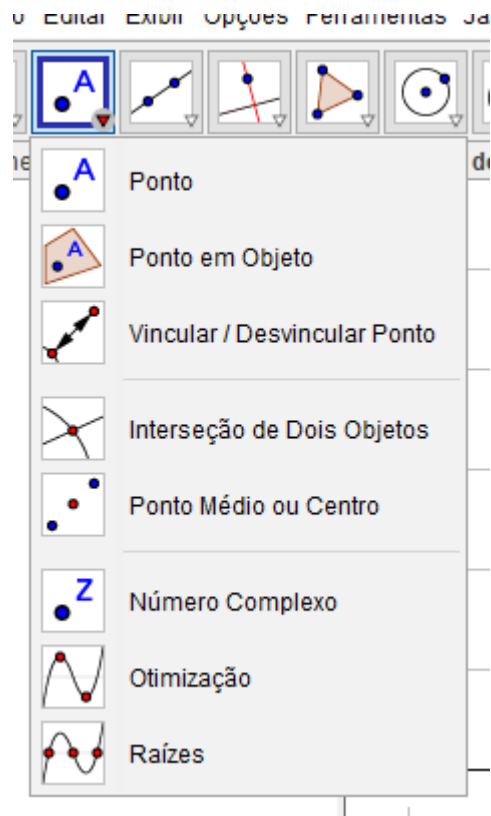 o Editar Exibir Opções Ferramentas Ja
A
Ponto
A
Ponto em Objeto
Vincular / Desvincular Ponto
Interseção de Dois Objetos
Ponto Médio ou Centro
Z
Número Complexo
Otimização
Raízes